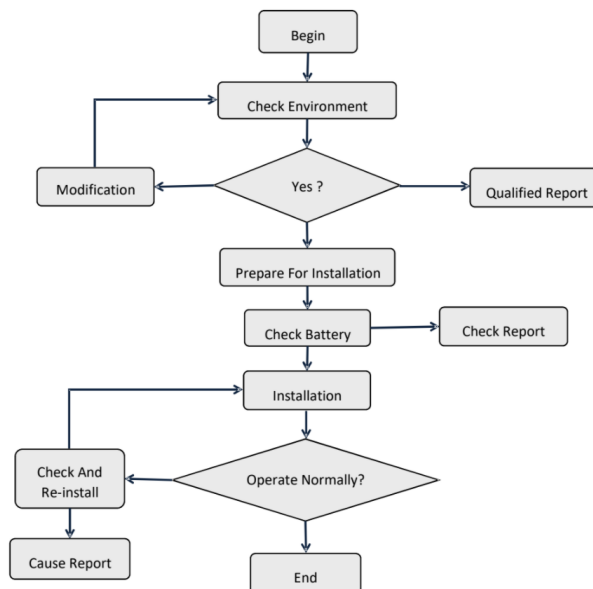 Begin
Check Environment
Modification
Yes ?
Qualified Report
Prepare For Installation
Check Battery
Check Report
Installation
Check And
Re-install
Operate Normally?
Cause Report
End